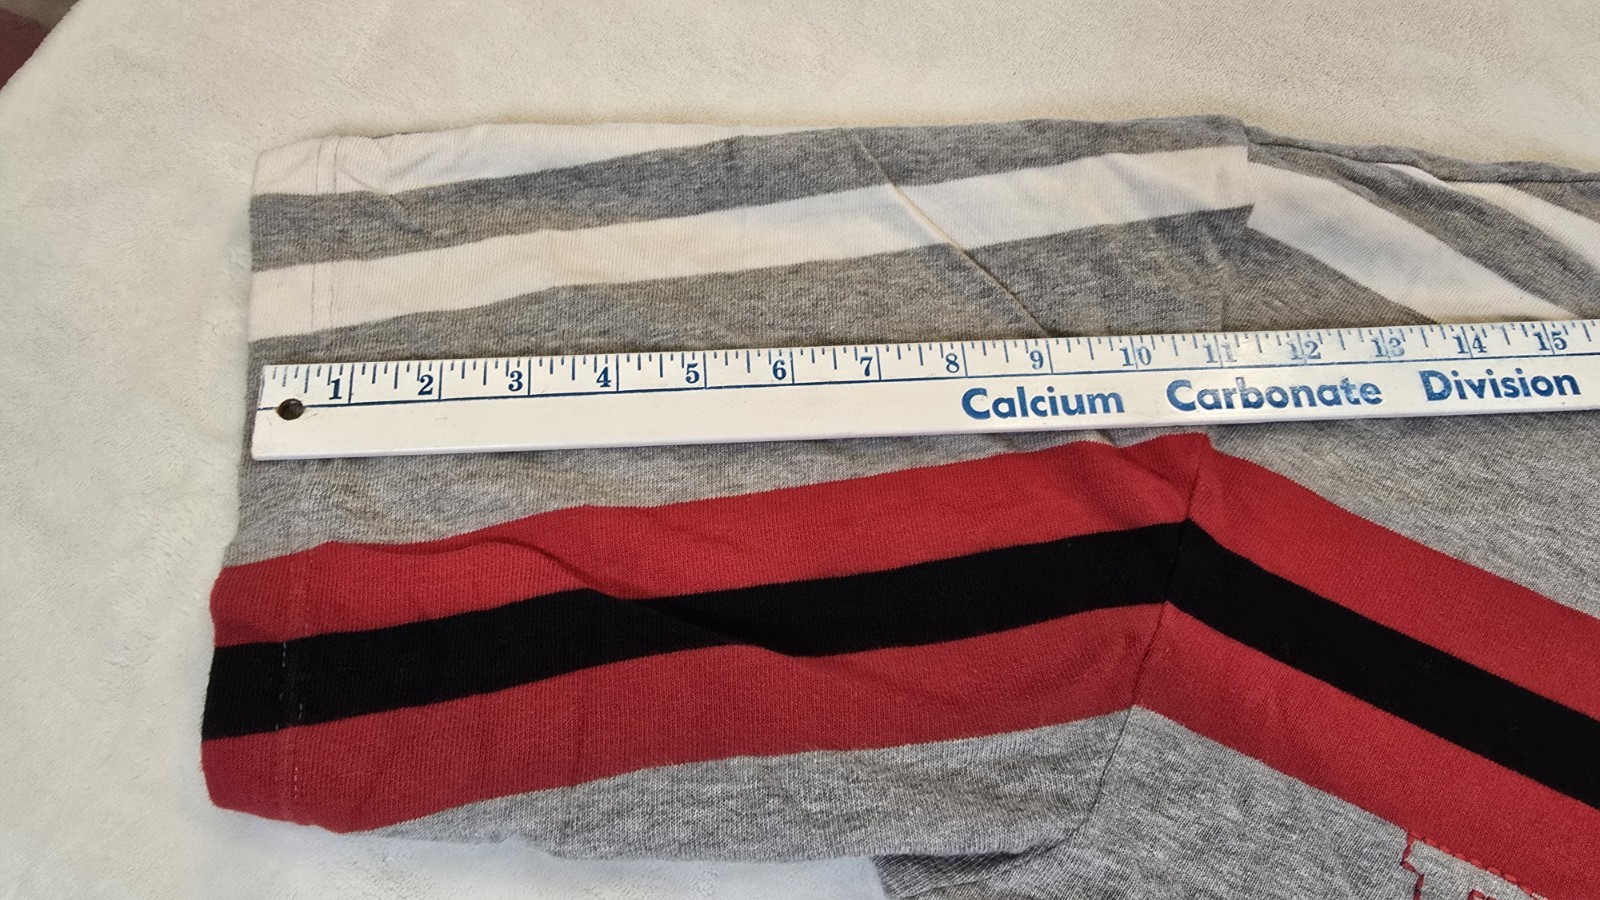 1 2 3 4 5 6 7 8 9 10 11 12 13 14 15
Calcium Carbonate Division